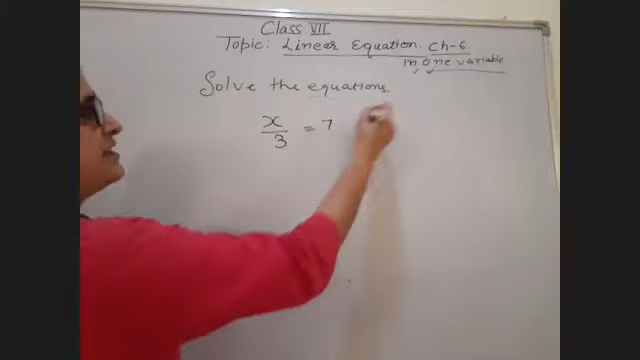 Class VII
Topic: Linear Equation. Ch-6
in One variable
Solve the equations.
x/3 = 7